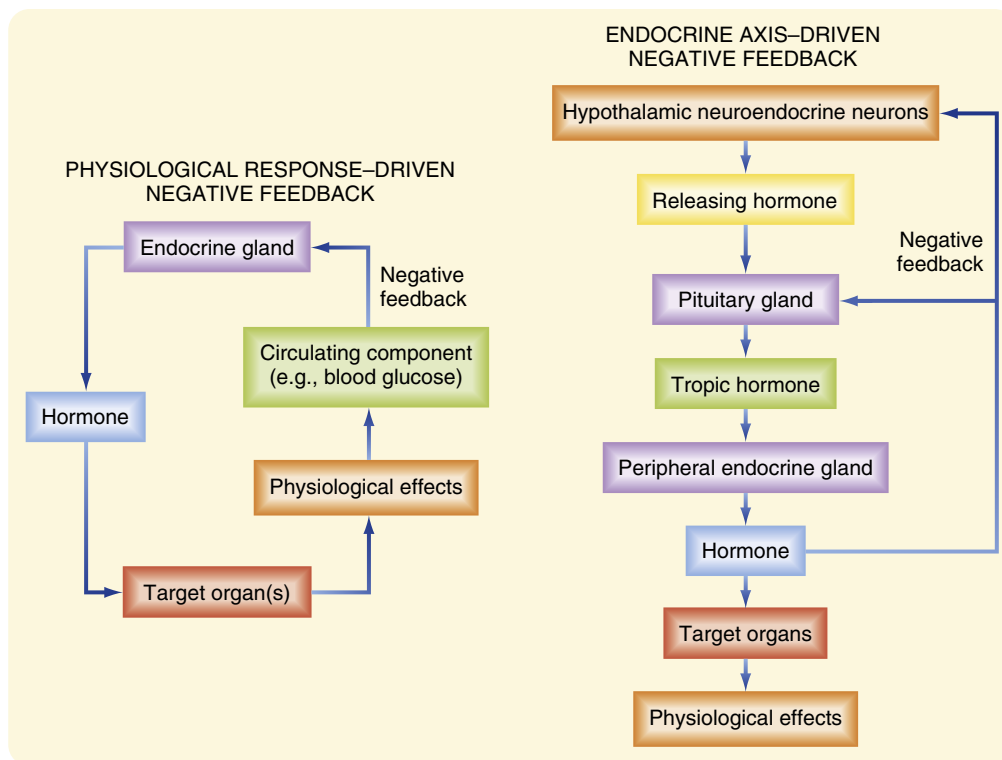 PHYSIOLOGICAL RESPONSE–DRIVEN
NEGATIVE FEEDBACK
Endocrine gland
Negative
feedback
Circulating component
(e.g., blood glucose)
Hormone
Physiological effects
Target organ(s)
ENDOCRINE AXIS–DRIVEN
NEGATIVE FEEDBACK
Hypothalamic neuroendocrine neurons
Releasing hormone
Negative
feedback
Pituitary gland
Tropic hormone
Peripheral endocrine gland
Hormone
Target organs
Physiological effects